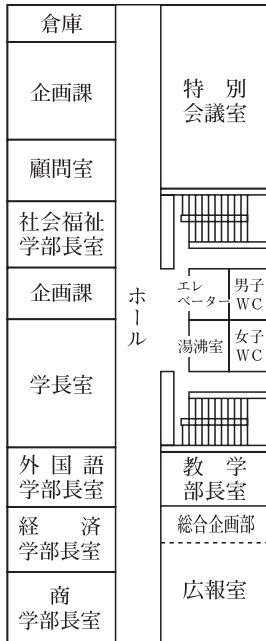 倉庫
企画課
顧問室
社会福祉
学部長室
企画課
学長室
外国語
学部長室
経済
学部長室
商
学部長室
ホール
特別
会議室
エレ
ベーター
男子
WC
湯沸室
女子
WC
教学
部長室
総合企画部
広報室